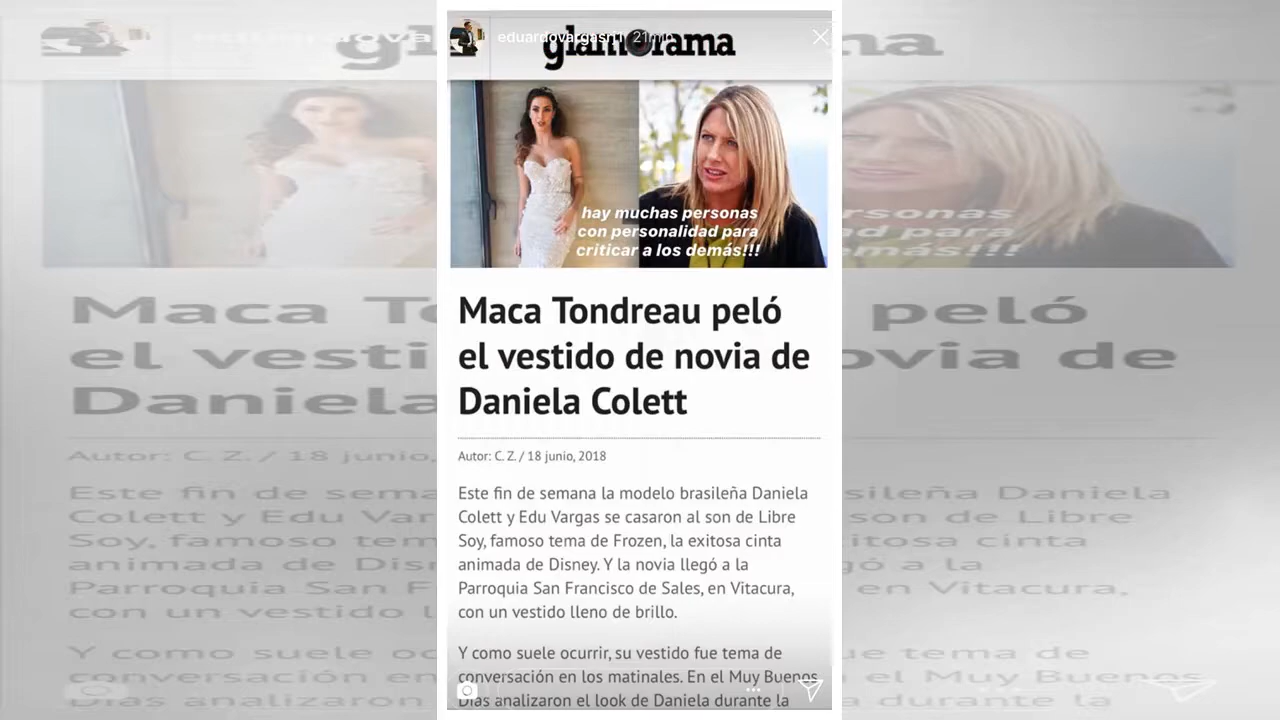 eduardovargasr11 21min
glamorama
hay muchas personas
con personalidad para
criticar a los demás!!!
Maca Tondreau peló
el vestido de novia de
Daniela Colett
Autor: C. Z. / 18 junio, 2018
Este fin de semana la modelo brasileña Daniela
Colett y Edu Vargas se casaron al son de Libre
Soy, famoso tema de Frozen, la exitosa cinta
animada de Disney. Y la novia llegó a la
Parroquia San Francisco de Sales, en Vitacura,
con un vestido lleno de brillo.
Y como suele ocurrir, su vestido fue tema de
conversación en los matinales. En el Muy Buenos
Días analizaron el look de Daniela durante la